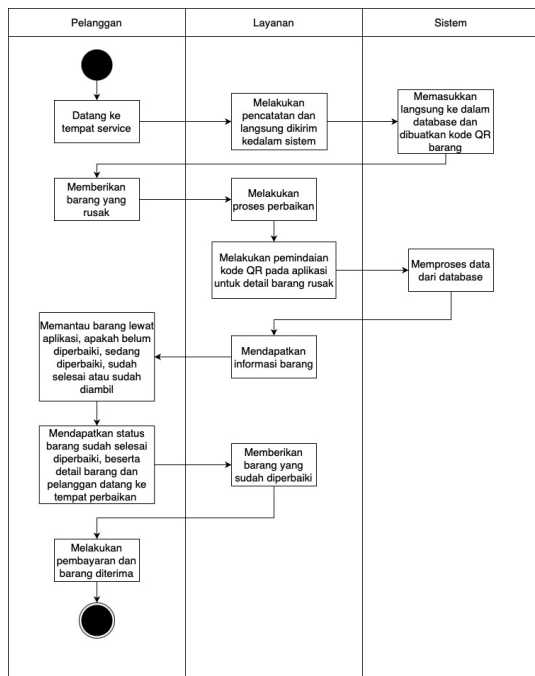 Pelanggan
Layanan
Sistem
Datang ke
tempat service
Melakukan
pencatatan dan
langsung dikirim
kedalam sistem
Memasukkan
langsung ke dalam
database dan
dibuatkan kode QR
barang
Memberikan
barang yang
rusak
Melakukan
proses perbaikan
Melakukan pemindaian
kode QR pada aplikasi
untuk detail barang rusak
Memproses data
dari database
Mendapatkan
informasi barang
Memantau barang lewat
aplikasi, apakah belum
diperbaiki, sedang
diperbaiki, sudah
selesai atau sudah
diambil
Mendapatkan status
barang sudah selesai
diperbaiki, beserta
detail barang dan
pelanggan datang ke
tempat perbaikan
Memberikan
barang yang
sudah diperbaiki
Melakukan
pembayaran dan
barang diterima